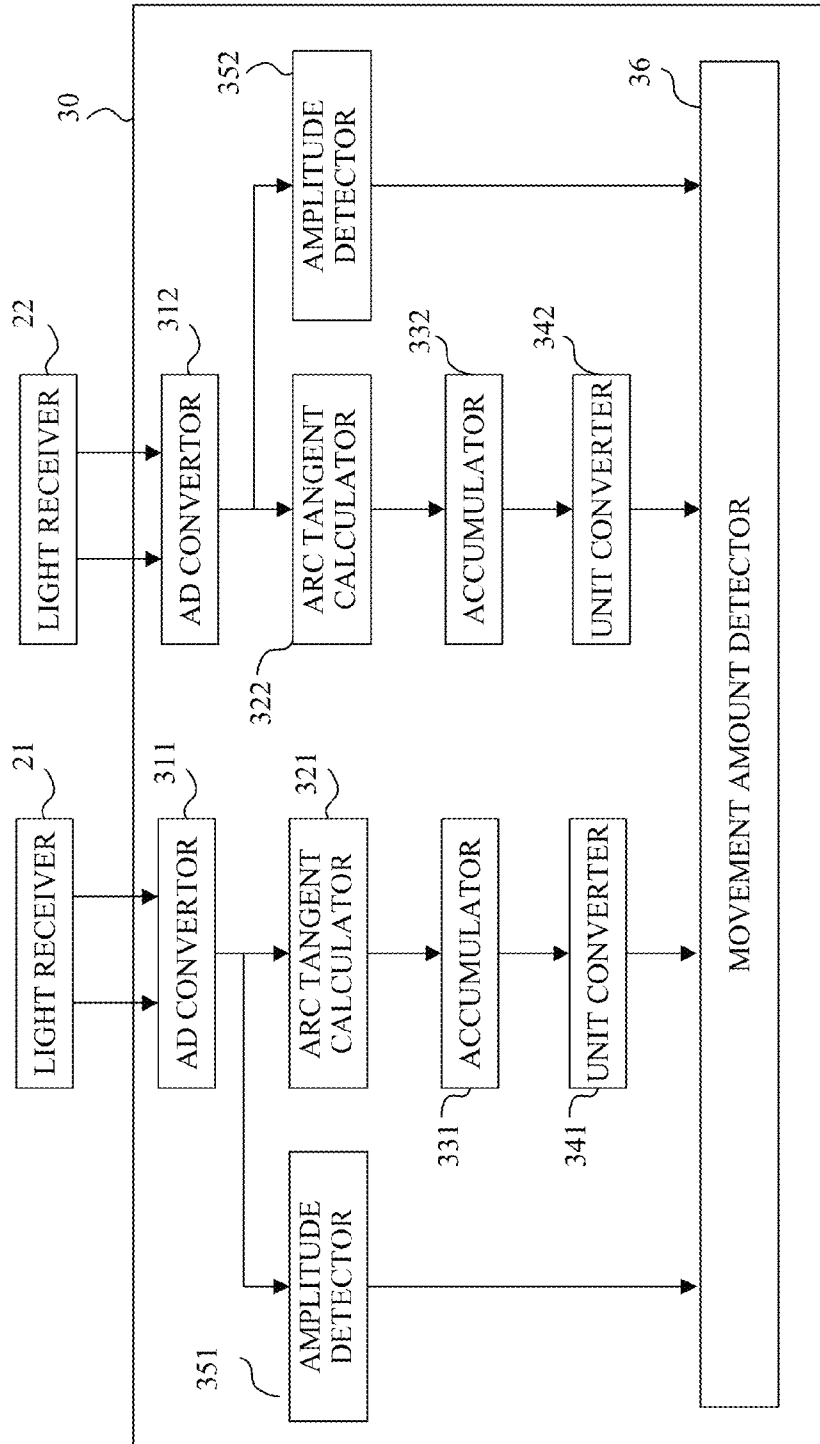 30
21
22
LIGHT RECEIVER
LIGHT RECEIVER
311
312
AD CONVERTOR
AD CONVERTOR
351
321
322
352
AMPLITUDE
DETECTOR
ARC TANGENT
CALCULATOR
ARC TANGENT
CALCULATOR
AMPLITUDE
DETECTOR
331
332
ACCUMULATOR
ACCUMULATOR
341
342
UNIT CONVERTER
UNIT CONVERTER
36
MOVEMENT AMOUNT DETECTOR